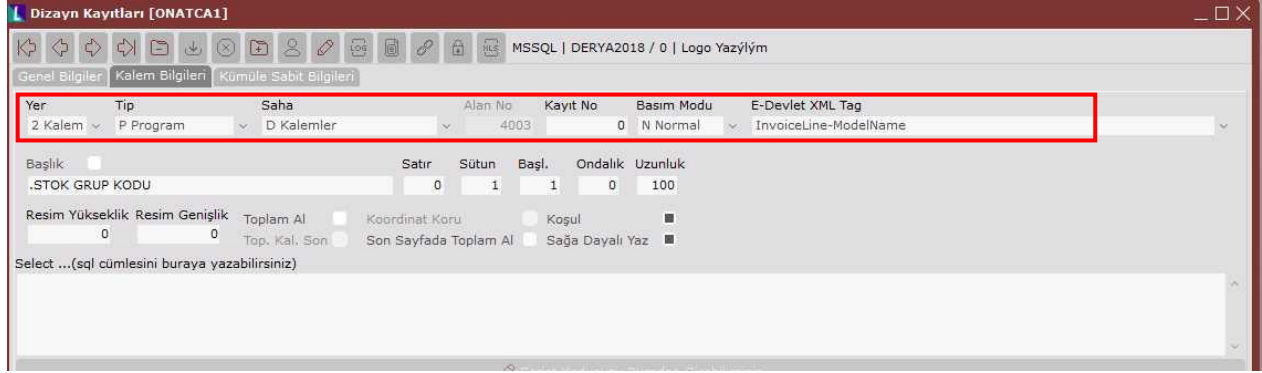 Dizayn Kayıtları [ONATCA1]
LOG HLS MSSQL | DERYA2018 / 0 | Logo Yazýlým
Genel Bilgiler Kalem Bilgileri Kümüle Sabit Bilgileri
Yer Tip Saha Alan No Kayıt No Basım Modu E-Devlet XML Tag
2 Kalem P Program D Kalemler 4003 0 N Normal InvoiceLine-ModelName
Başlık Satır Sütun Başl. Ondalık Uzunluk
.STOK GRUP KODU 0 1 1 0 100
Resim Yükseklik Resim Genişlik Toplam Al Koordinat Koru Koşul
0 0 Top. Kal. Son Son Sayfada Toplam Al Sağa Dayalı Yaz
Select ...(sql cümlesini buraya yazabilirsiniz)